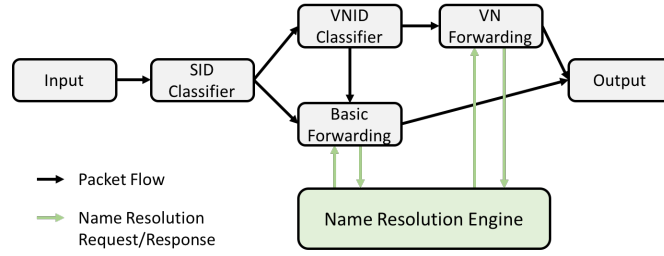 VNID
Classifier
VN
Forwarding
Input
SID
Classifier
Output
Basic
Forwarding
Packet Flow
Name Resolution
Request/Response
Name Resolution Engine